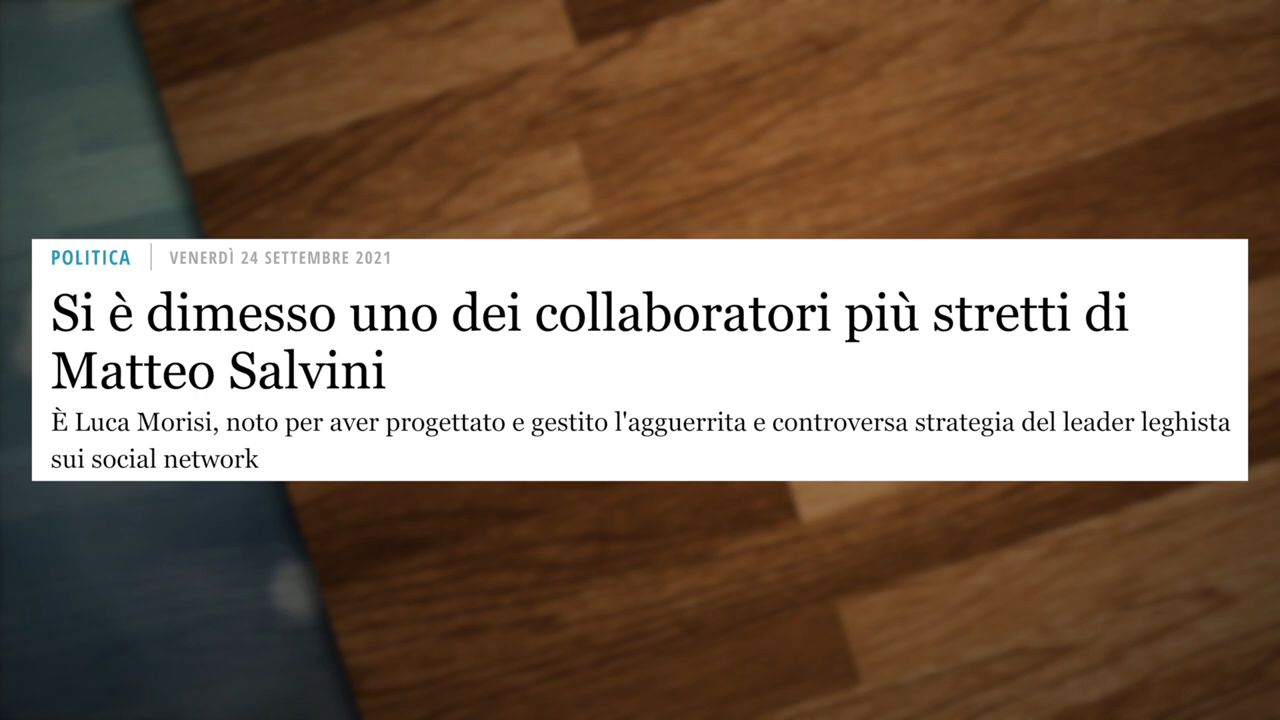 POLITICA | VENERDÌ 24 SETTEMBRE 2021
Si è dimesso uno dei collaboratori più stretti di
Matteo Salvini
È Luca Morisi, noto per aver progettato e gestito l'agguerrita e controversa strategia del leader leghista
sui social network